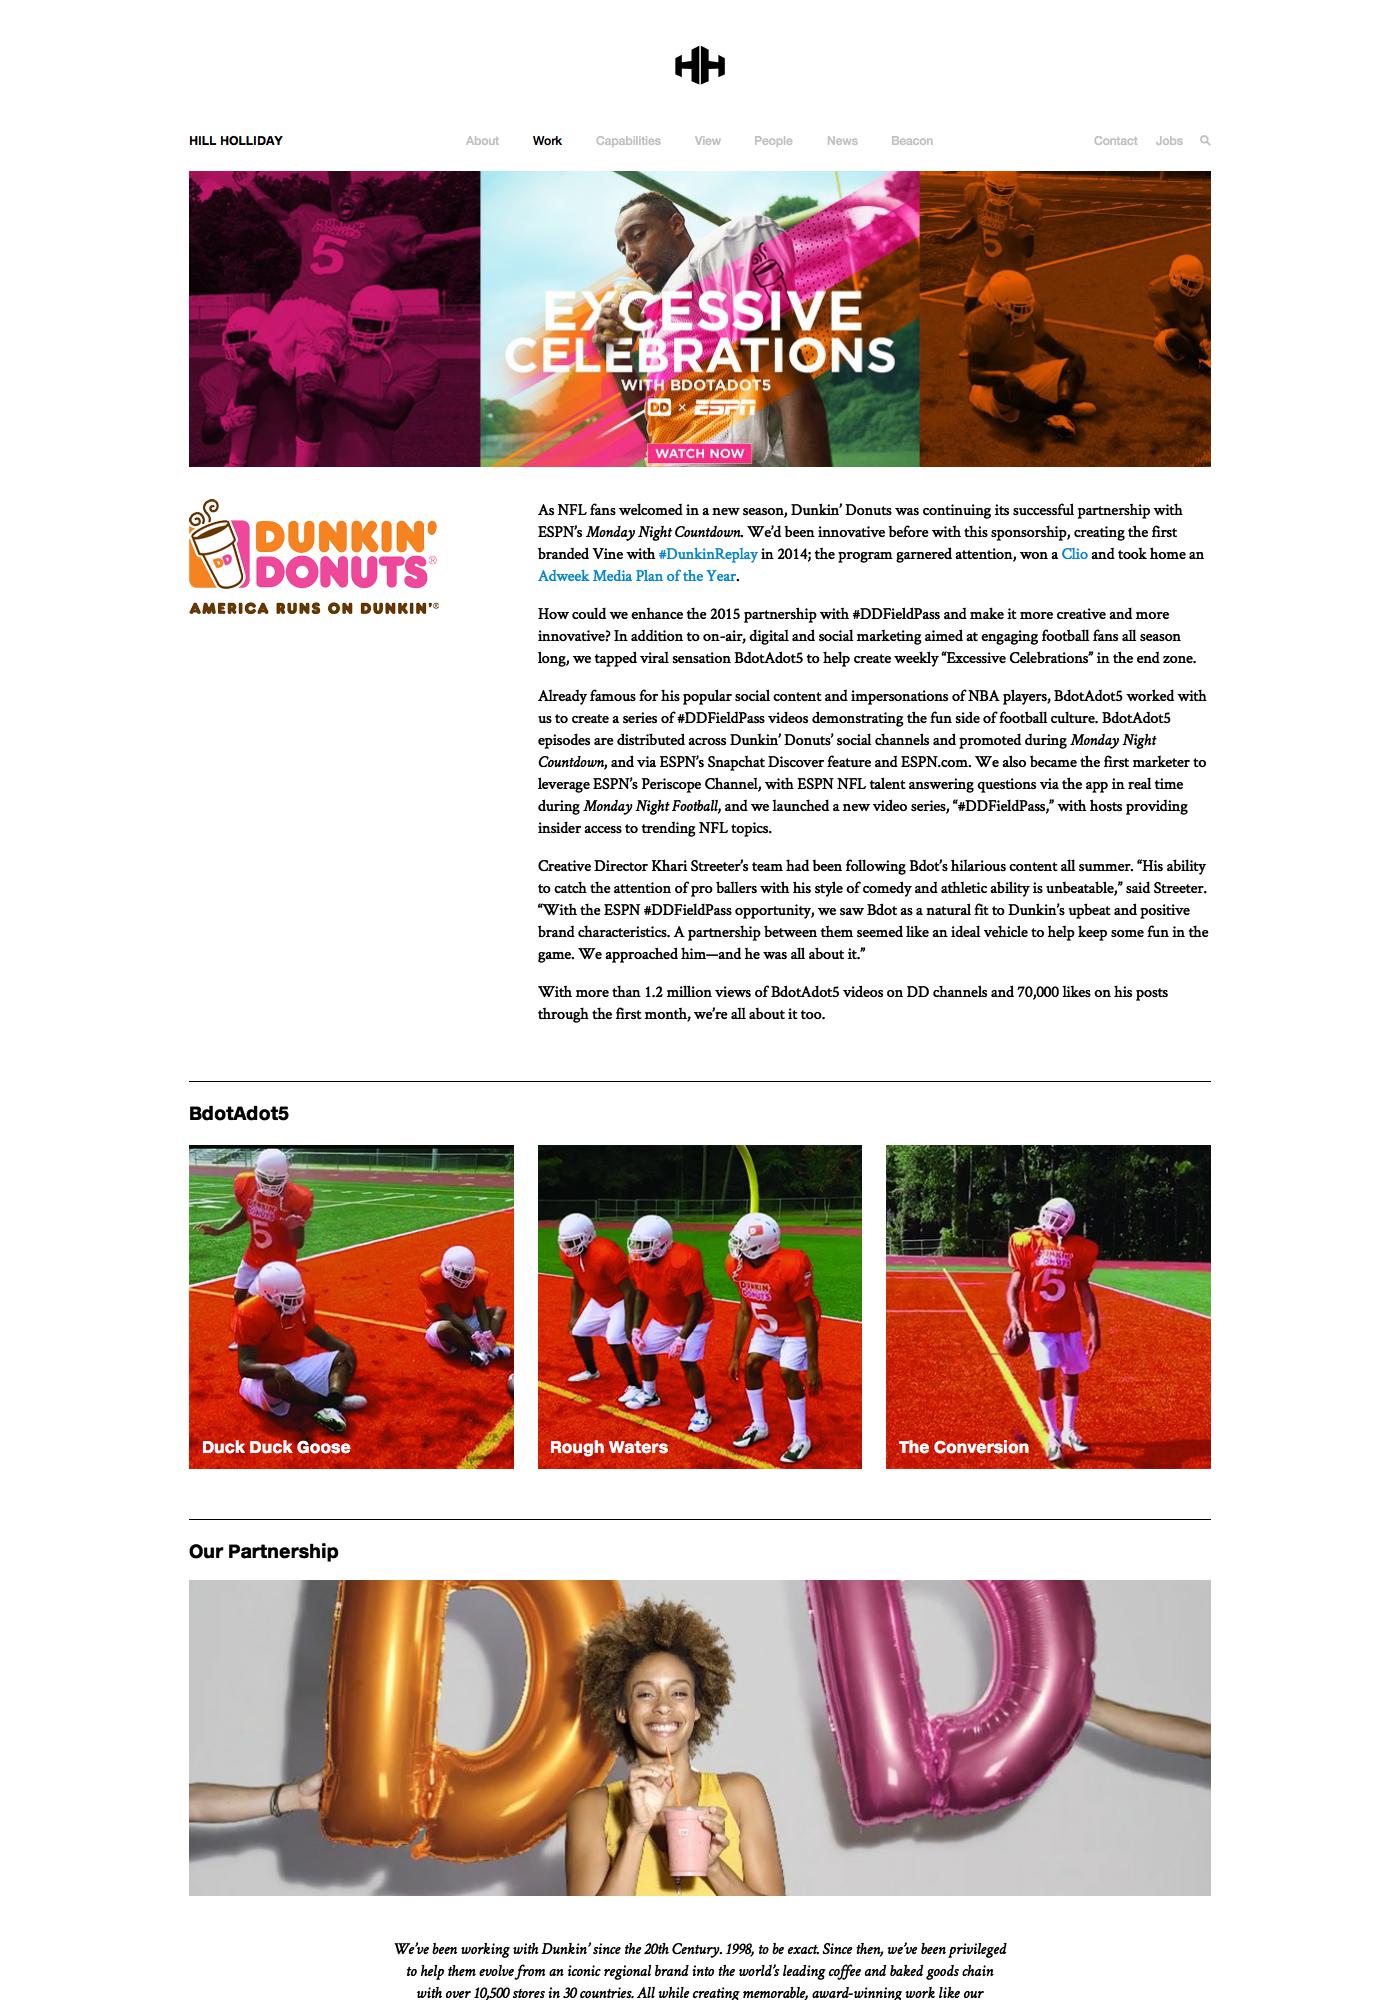 HILL HOLLIDAY
About Work Capabilities View People News Beacon
Contact Jobs
DUNKIN'
DONUTS
5
5
EXCESSIVE
CELEBRATIONS
WITH BDOTADOT5
DD × ESPN
WATCH NOW
DD
DUNKIN'
DONUTS®
AMERICA RUNS ON DUNKIN'®
As NFL fans welcomed in a new season, Dunkin’ Donuts was continuing its successful partnership with
ESPN’s Monday Night Countdown. We’d been innovative before with this sponsorship, creating the first
branded Vine with #DunkinReplay in 2014; the program garnered attention, won a Clio and took home an
Adweek Media Plan of the Year.
How could we enhance the 2015 partnership with #DDFieldPass and make it more creative and more
innovative? In addition to on-air, digital and social marketing aimed at engaging football fans all season
long, we tapped viral sensation BdotAdot5 to help create weekly “Excessive Celebrations” in the end zone.
Already famous for his popular social content and impersonations of NBA players, BdotAdot5 worked with
us to create a series of #DDFieldPass videos demonstrating the fun side of football culture. BdotAdot5
episodes are distributed across Dunkin’ Donuts’ social channels and promoted during Monday Night
Countdown, and via ESPN’s Snapchat Discover feature and ESPN.com. We also became the first marketer to
leverage ESPN’s Periscope Channel, with ESPN NFL talent answering questions via the app in real time
during Monday Night Football, and we launched a new video series, “#DDFieldPass,” with hosts providing
insider access to trending NFL topics.
Creative Director Khari Streeter’s team had been following Bdot’s hilarious content all summer. “His ability
to catch the attention of pro ballers with his style of comedy and athletic ability is unbeatable,” said Streeter.
“With the ESPN #DDFieldPass opportunity, we saw Bdot as a natural fit to Dunkin’s upbeat and positive
brand characteristics. A partnership between them seemed like an ideal vehicle to help keep some fun in the
game. We approached him—and he was all about it.”
With more than 1.2 million views of BdotAdot5 videos on DD channels and 70,000 likes on his posts
through the first month, we’re all about it too.
BdotAdot5
DUNKIN'
DONUTS
5
Duck Duck Goose
DUNKIN'
DONUTS
5
Rough Waters
DUNKIN'
DONUTS
5
The Conversion
Our Partnership
D D
We’ve been working with Dunkin’ since the 20th Century. 1998, to be exact. Since then, we’ve been privileged
to help them evolve from an iconic regional brand into the world’s leading coffee and baked goods chain
with over 10,500 stores in 30 countries. All while creating memorable, award-winning work like our